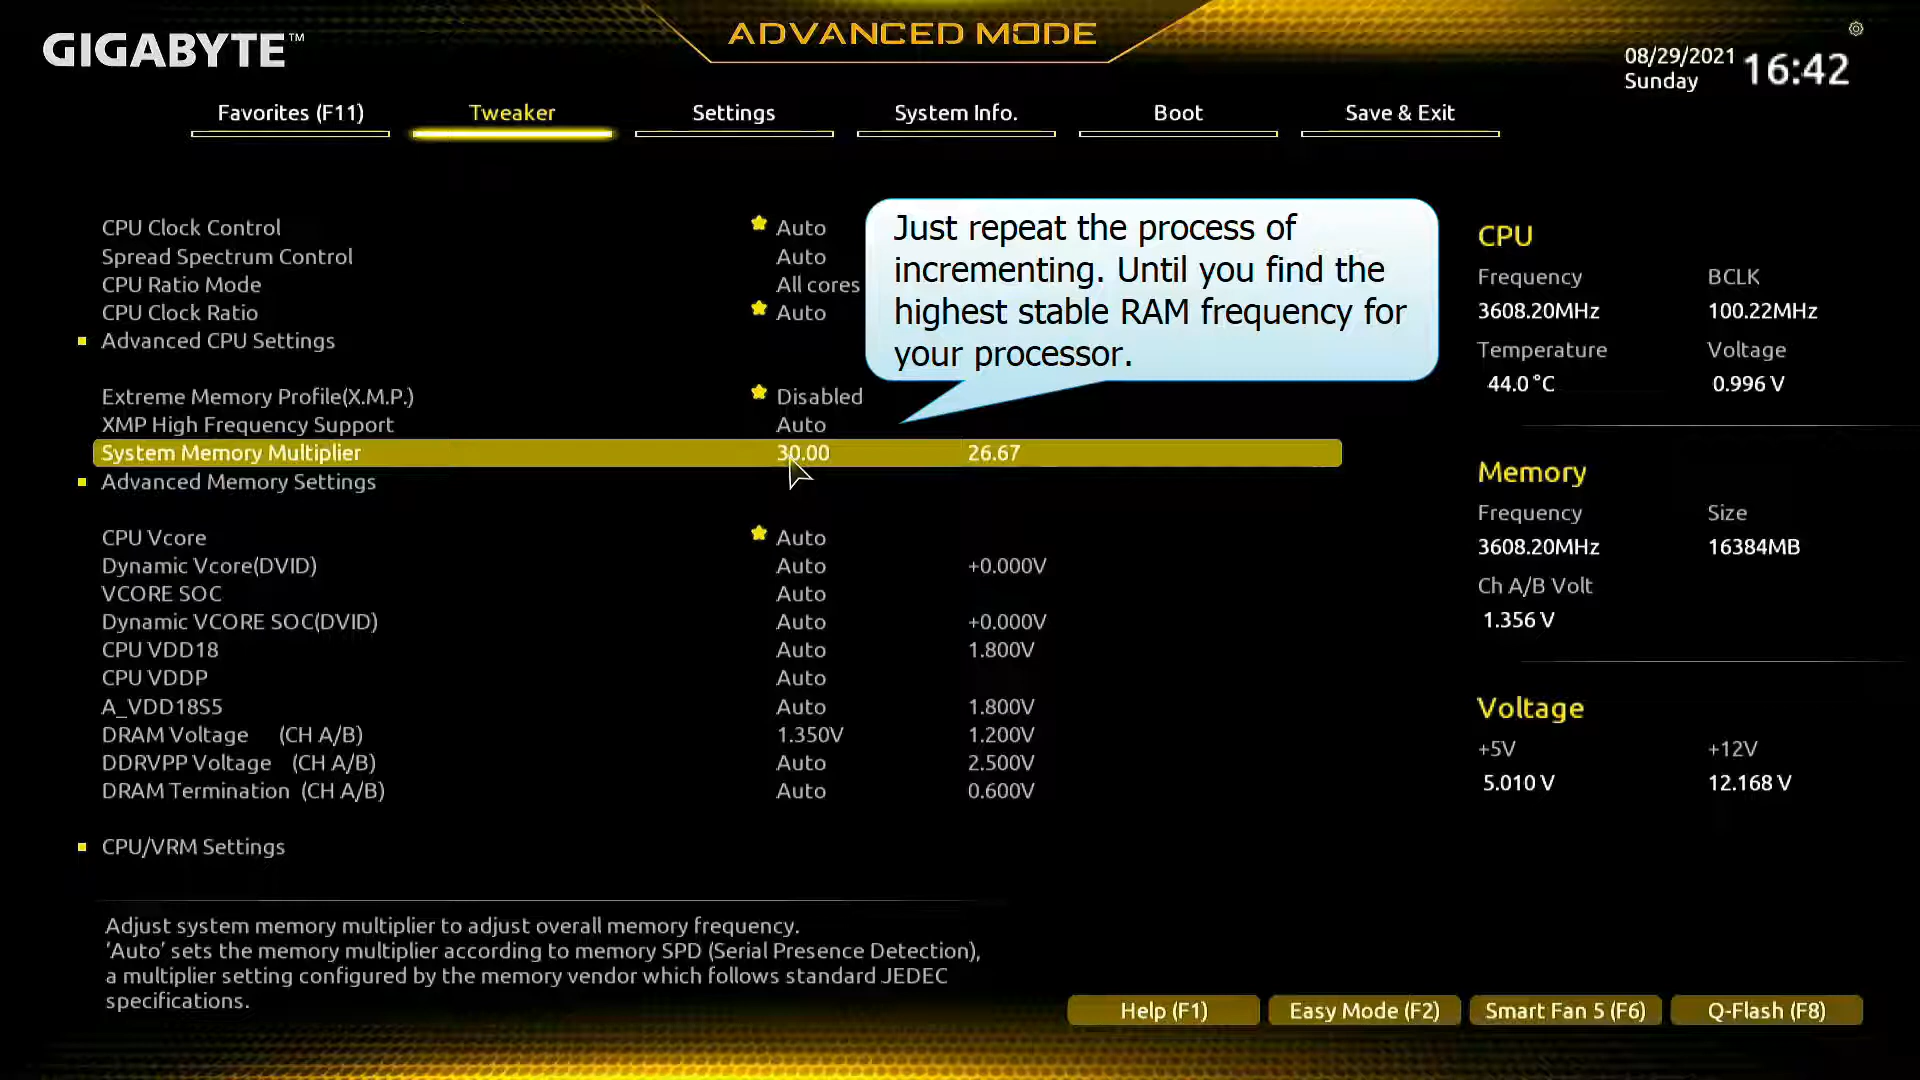 GIGABYTE™
ADVANCED MODE
08/29/2021
Sunday
16:42
Favorites (F11) Tweaker Settings System Info. Boot Save & Exit
CPU Clock Control Auto
Spread Spectrum Control Auto
CPU Ratio Mode All cores
CPU Clock Ratio Auto
Advanced CPU Settings
Extreme Memory Profile(X.M.P.) Disabled
XMP High Frequency Support Auto
System Memory Multiplier 30.00 26.67
Advanced Memory Settings
CPU Vcore Auto
Dynamic Vcore(DVID) Auto +0.000V
VCORE SOC Auto
Dynamic VCORE SOC(DVID) Auto +0.000V
CPU VDD18 Auto 1.800V
CPU VDDP Auto
A_VDD18S5 Auto 1.800V
DRAM Voltage (CH A/B) 1.350V 1.200V
DDRVPP Voltage (CH A/B) Auto 2.500V
DRAM Termination (CH A/B) Auto 0.600V
CPU/VRM Settings
Just repeat the process of
incrementing. Until you find the
highest stable RAM frequency for
your processor.
CPU
Frequency BCLK
3608.20MHz 100.22MHz
Temperature Voltage
44.0 °C 0.996 V
Memory
Frequency Size
3608.20MHz 16384MB
Ch A/B Volt
1.356 V
Voltage
+5V +12V
5.010 V 12.168 V
Adjust system memory multiplier to adjust overall memory frequency.
'Auto' sets the memory multiplier according to memory SPD (Serial Presence Detection),
a multiplier setting configured by the memory vendor which follows standard JEDEC
specifications.
Help (F1) Easy Mode (F2) Smart Fan 5 (F6) Q-Flash (F8)